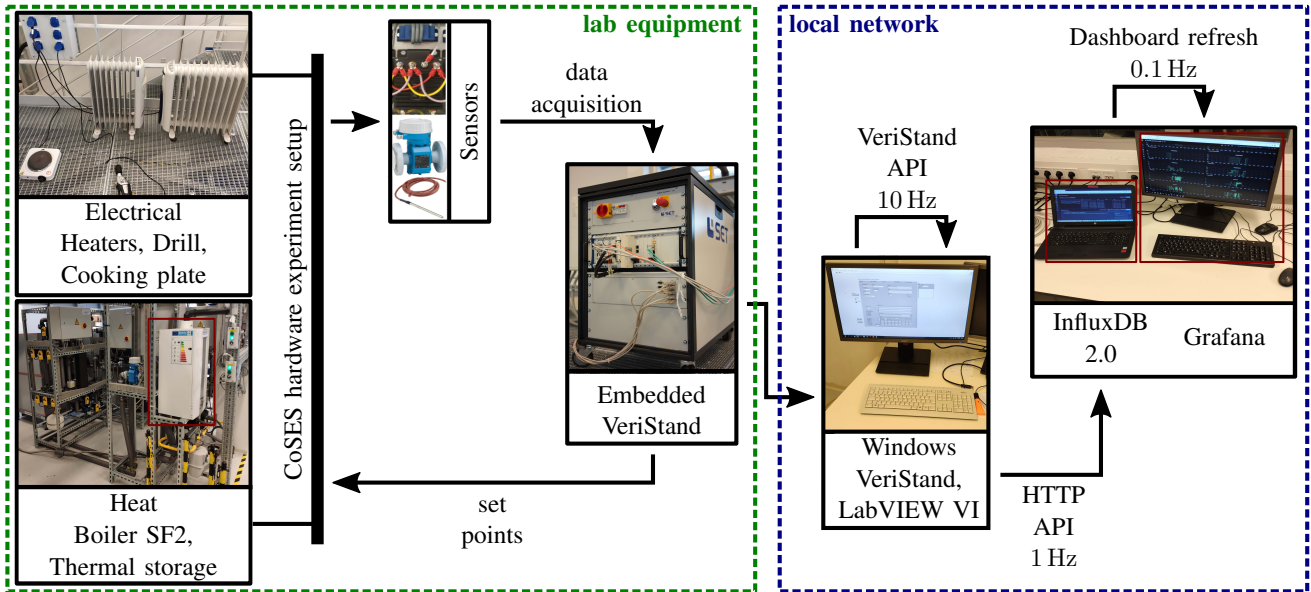 lab equipment
local network
Electrical
Heaters, Drill,
Cooking plate
Heat
Boiler SF2,
Thermal storage
CoSES hardware experiment setup
Sensors
data
acquisition
SET
Embedded
VeriStand
set
points
VeriStand
API
10 Hz
Windows
VeriStand,
LabVIEW VI
HTTP
API
1 Hz
Dashboard refresh
0.1 Hz
InfluxDB
2.0
Grafana